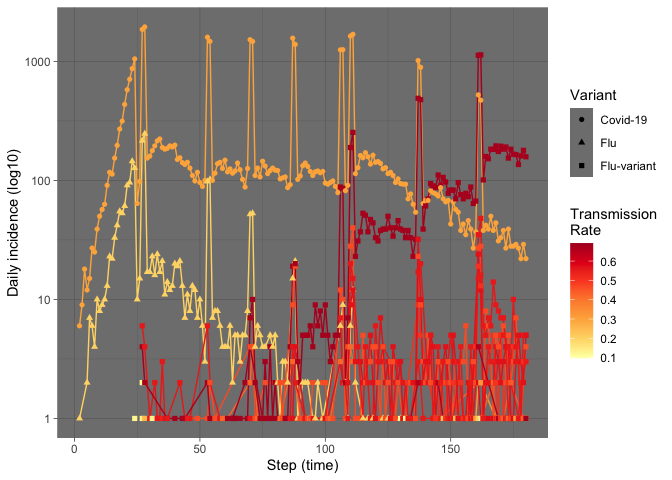 Daily incidence (log10)
1000
100
10
1
0
50
100
150
Step (time)
Variant
Covid-19
Flu
Flu-variant
Transmission
Rate
0.6
0.5
0.4
0.3
0.2
0.1